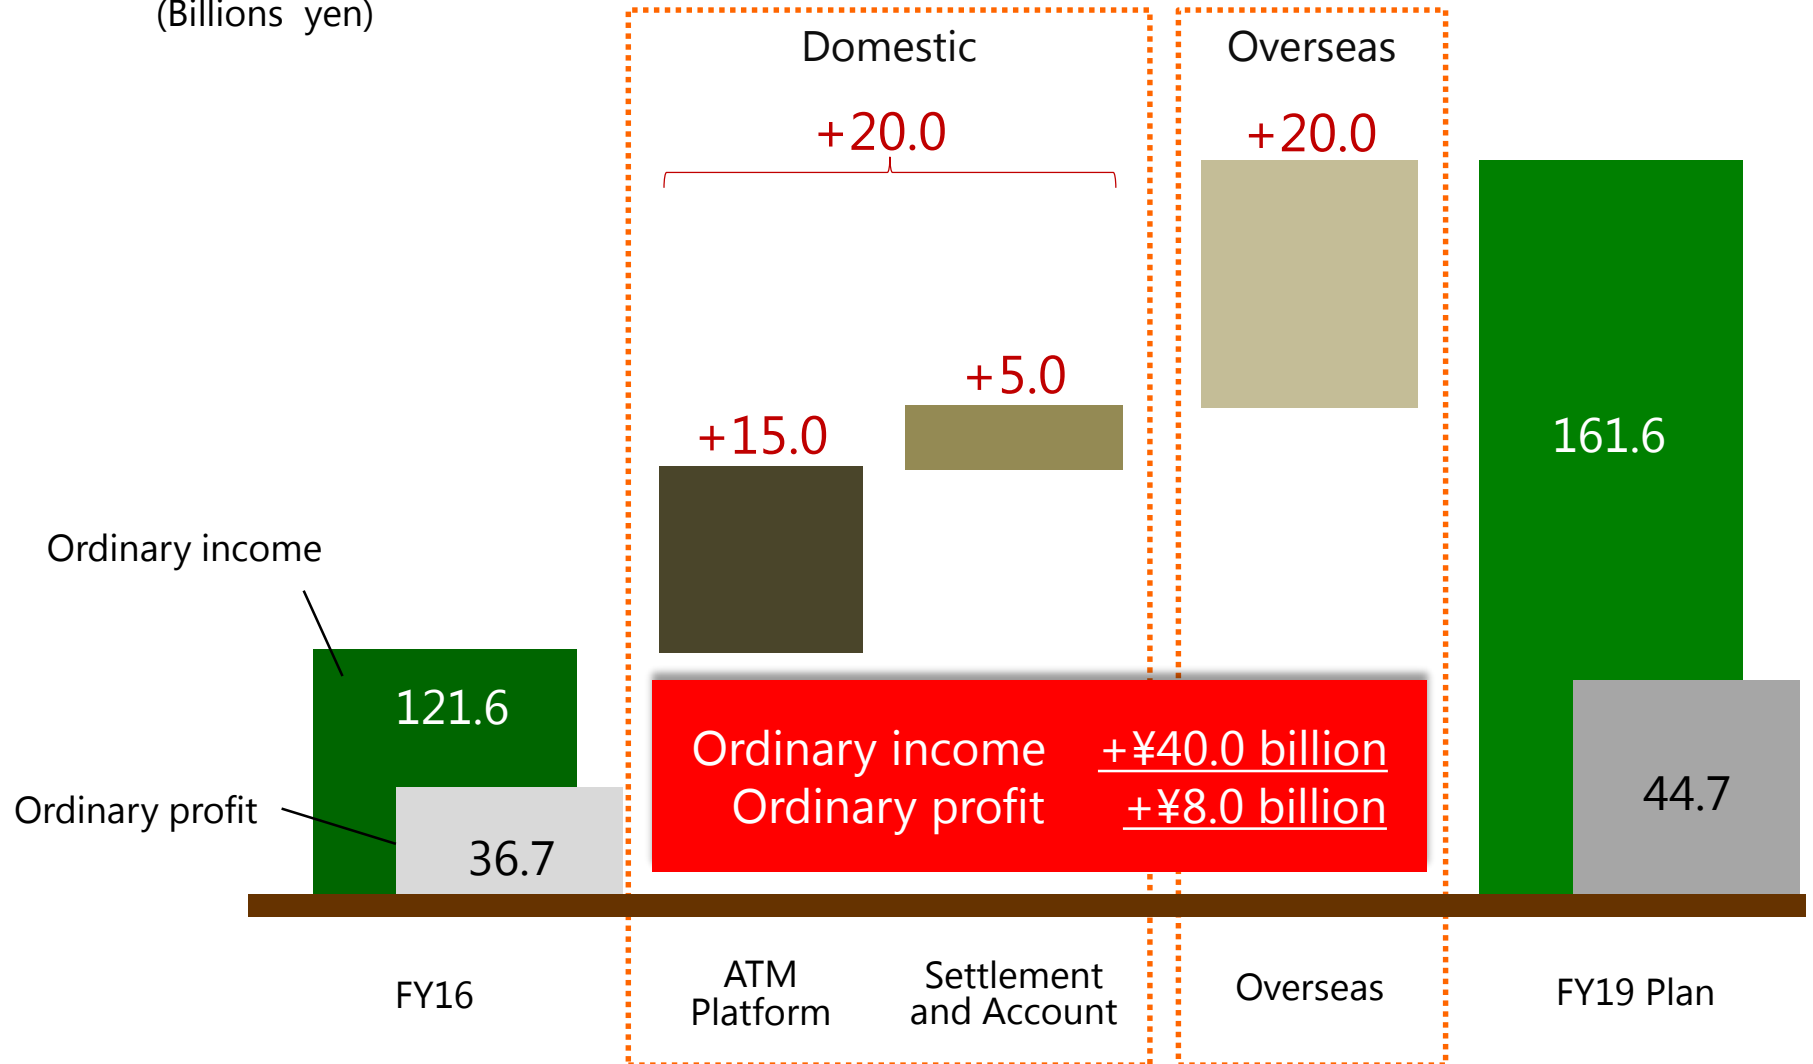 (Billions yen)
Domestic
Overseas
+20.0
+20.0
+5.0
+15.0
161.6
Ordinary income
121.6
Ordinary income +¥40.0 billion
Ordinary profit +¥8.0 billion
44.7
Ordinary profit
36.7
FY16
ATM
Platform
Settlement
and Account
Overseas
FY19 Plan